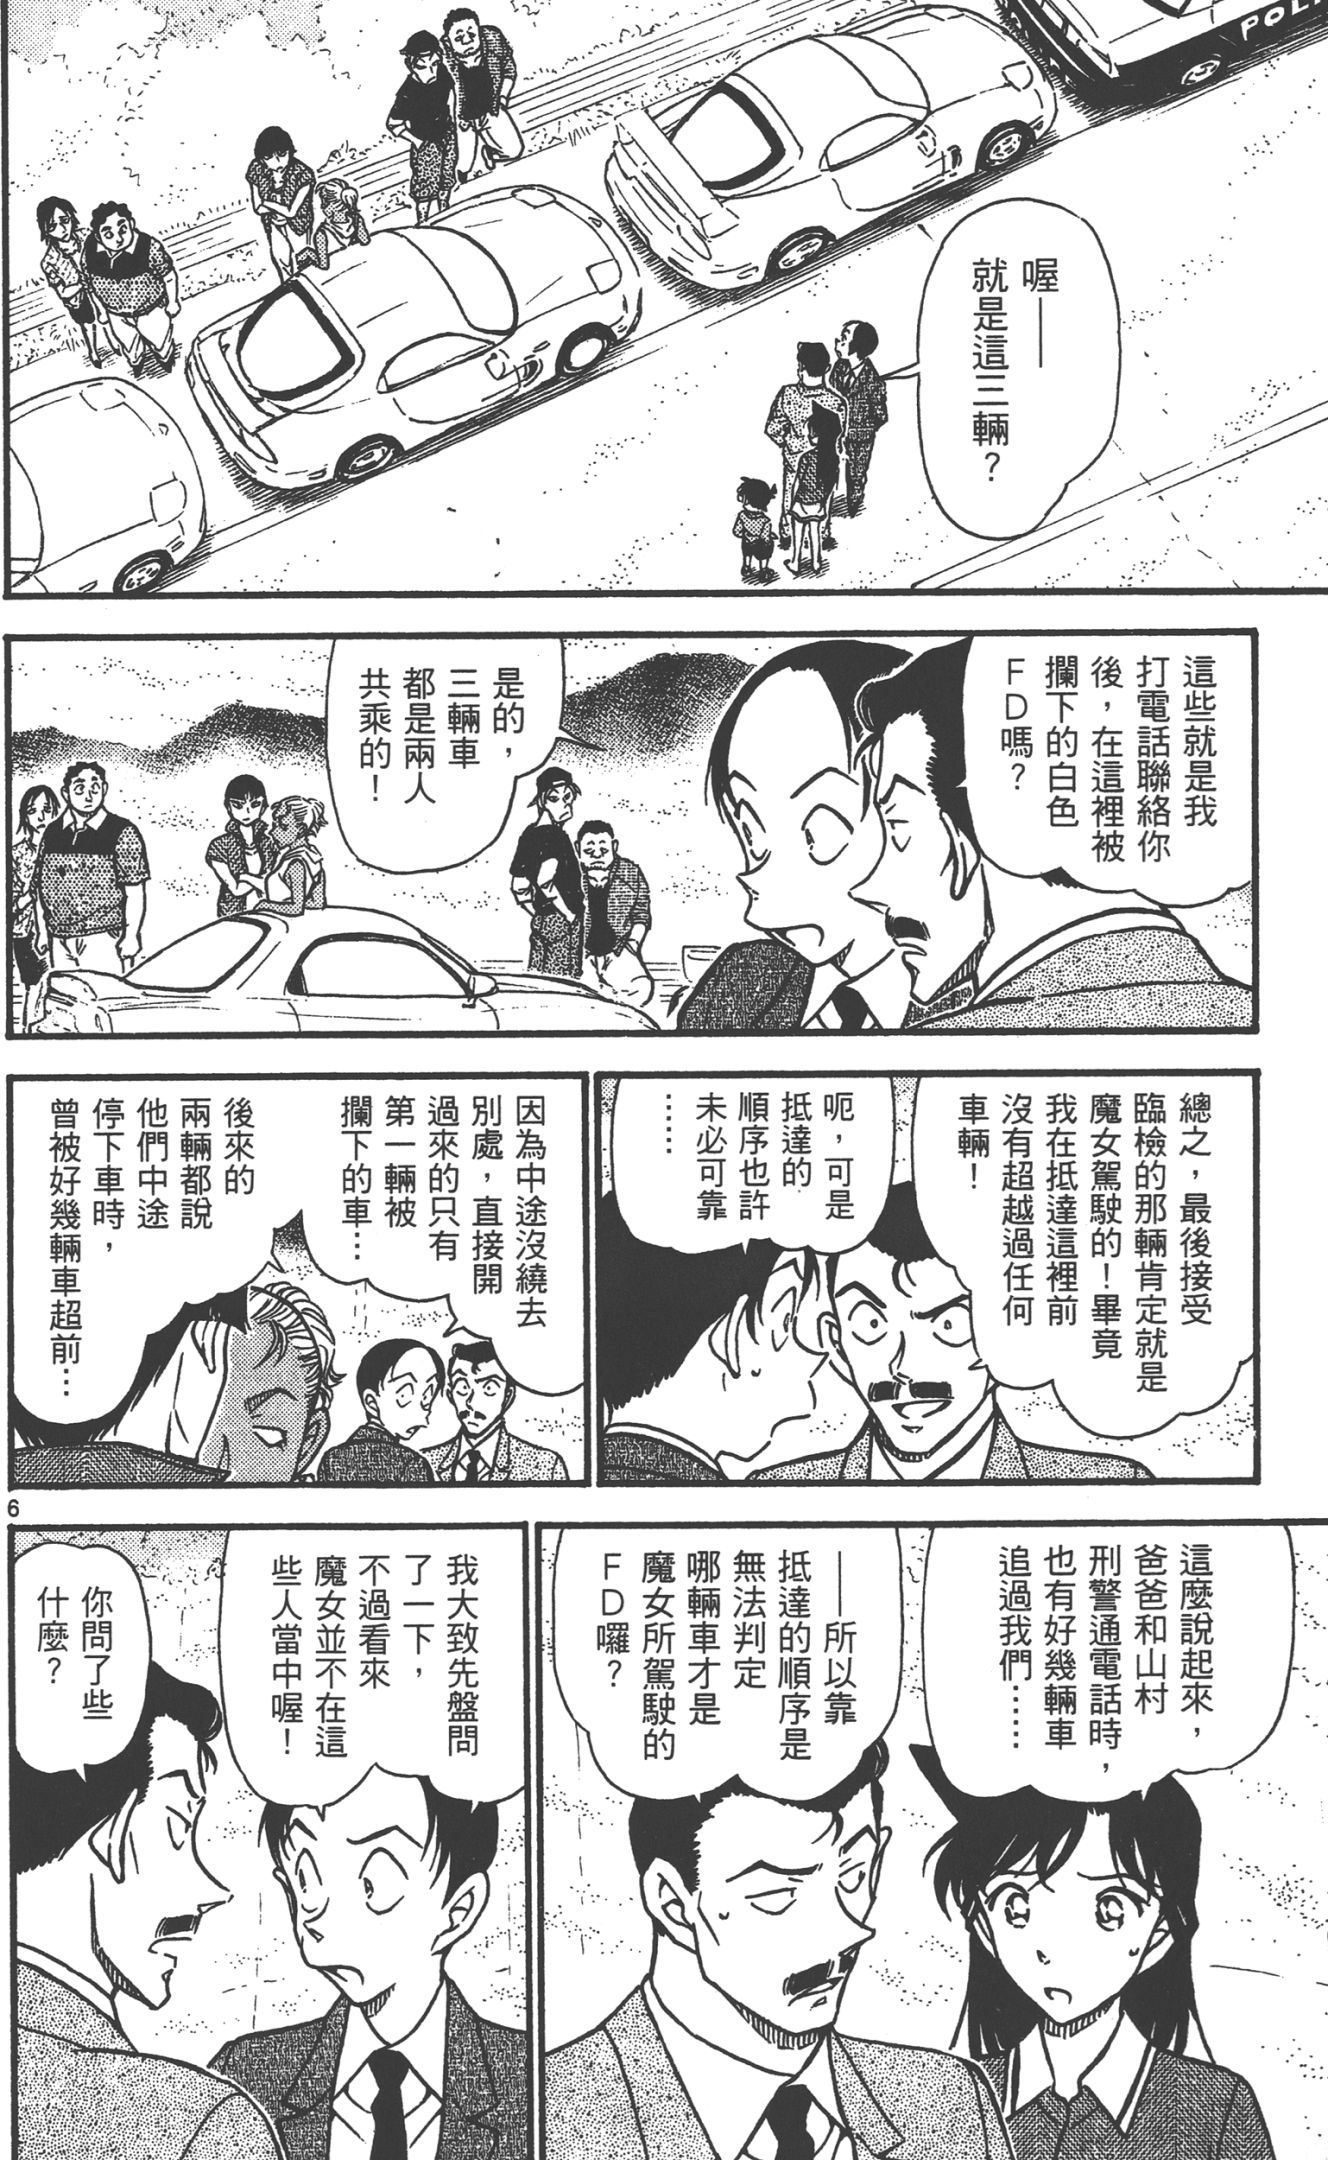 POLI
喔——
就是這三輛？
這些就是我
打電話聯絡你
後，在這裡被
攔下的白色
ＦＤ嗎？
是的，
三輛車
都是兩人
共乘的！
總之，最後接受
臨檢的那輛肯定就是
魔女駕駛的！畢竟
我在抵達這裡前
沒有超越過任何
車輛！
呃，可是
抵達的
順序也許
未必可靠
……
因為中途沒繞去
別處，直接開
過來的只有
第一輛被
攔下的車…
後來的
兩輛都說
他們中途
停下車時，
曾被好幾輛車超前…
6
這麼說起來，
爸爸和山村
刑警通電話時，
也有好幾輛車
追過我們……
——所以靠
抵達的順序是
無法判定
哪輛車才是
魔女所駕駛的
ＦＤ囉？
我大致先盤問
了一下，
不過看來
魔女並不在這
些人當中喔！
你問了些
什麼？